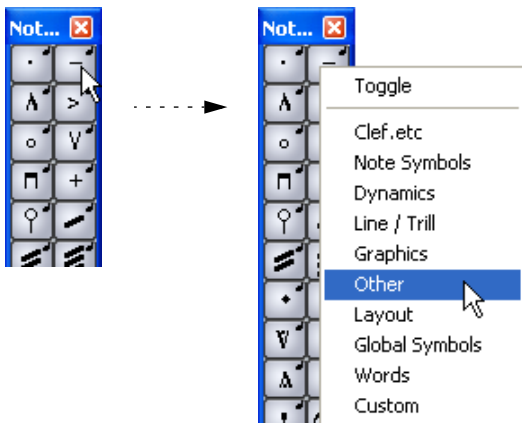 Not...
Not...
Toggle
Clef.etc
Note Symbols
Dynamics
Line / Trill
Graphics
Other
Layout
Global Symbols
Words
Custom